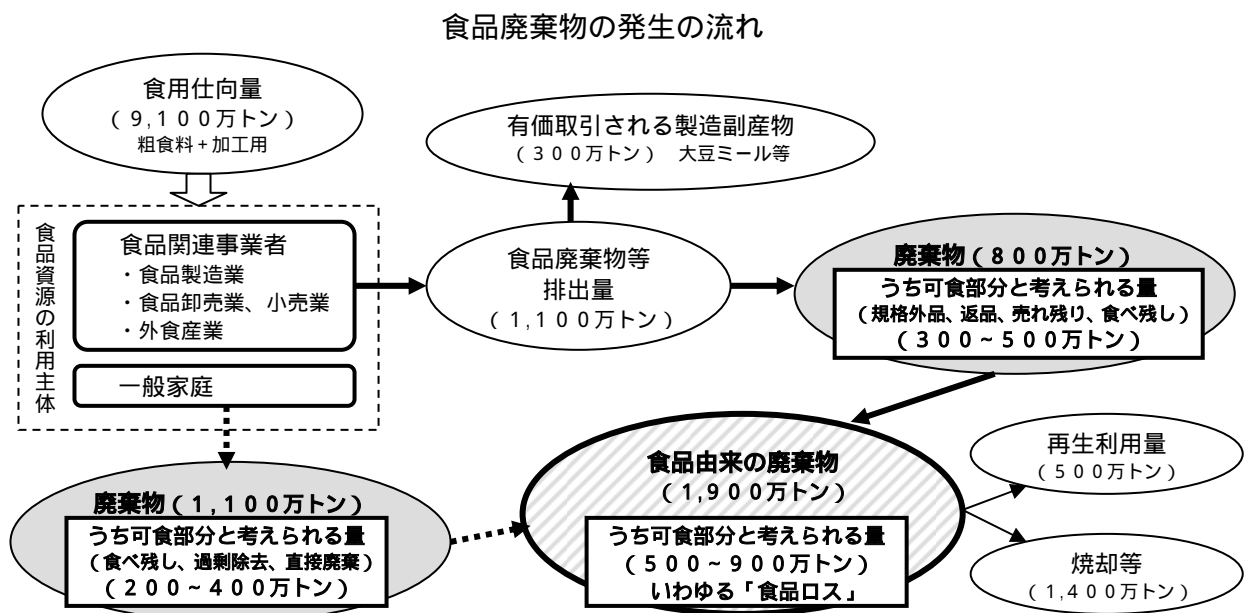 食品廃棄物の発生の流れ
食用仕向量
(9,100万トン)
粗食料+加工用
有価取引される製造副産物
(300万トン) 大豆ミール等
食品資源の利用主体
食品関連事業者
・食品製造業
・食品卸売業、小売業
・外食産業
一般家庭
食品廃棄物等
排出量
(1,100万トン)
廃棄物(800万トン)
うち可食部分と考えられる量
(規格外品、返品、売れ残り、食べ残し)
(300~500万トン)
廃棄物(1,100万トン)
うち可食部分と考えられる量
(食べ残し、過剰除去、直接廃棄)
(200~400万トン)
食品由来の廃棄物
(1,900万トン)
うち可食部分と考えられる量
(500~900万トン)
いわゆる「食品ロス」
再生利用量
(500万トン)
焼却等
(1,400万トン)